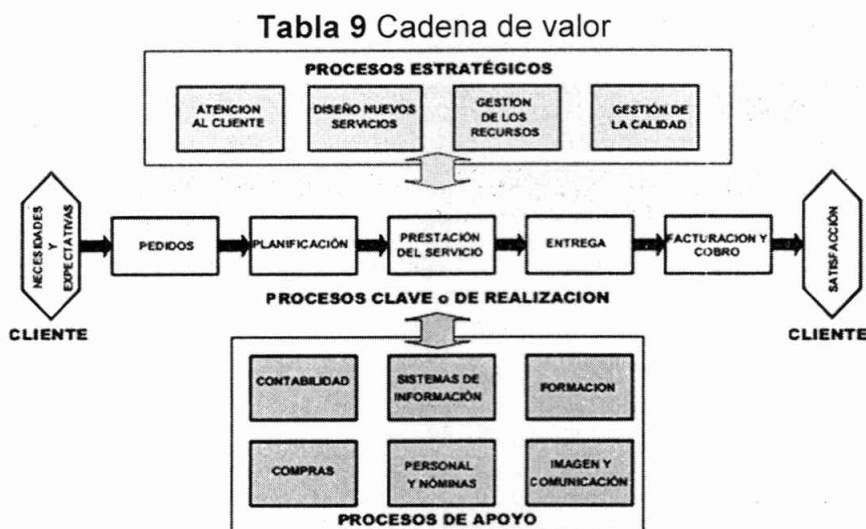 Tabla 9 Cadena de valor
PROCESOS ESTRATÉGICOS
ATENCION
AL CLIENTE
DISEÑO NUEVOS
SERVICIOS
GESTION
DE LOS
RECURSOS
GESTIÓN DE
LA CALIDAD
NECESIDADES
Y
EXPECTATIVAS
CLIENTE
PEDIDOS
PLANIFICACIÓN
PRESTACIÓN
DEL SERVICIO
ENTREGA
FACTURACION Y
COBRO
SATISFACCIÓN
CLIENTE
PROCESOS CLAVE o DE REALIZACION
CONTABILIDAD
SISTEMAS DE
INFORMACIÓN
FORMACION
COMPRAS
PERSONAL
Y NÓMINAS
IMAGEN Y
COMUNICACIÓN
PROCESOS DE APOYO